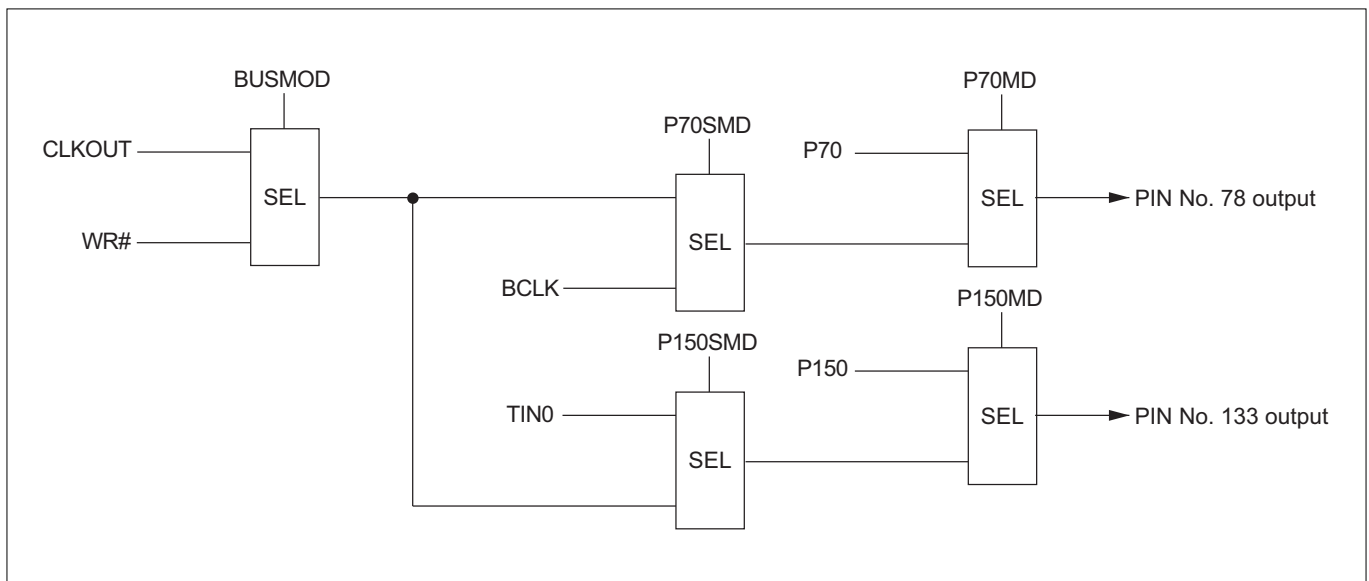 BUSMOD
CLKOUT
SEL
WR#
P70SMD
SEL
BCLK
P70MD
P70
SEL
PIN No. 78 output
P150SMD
TIN0
SEL
P150MD
P150
SEL
PIN No. 133 output